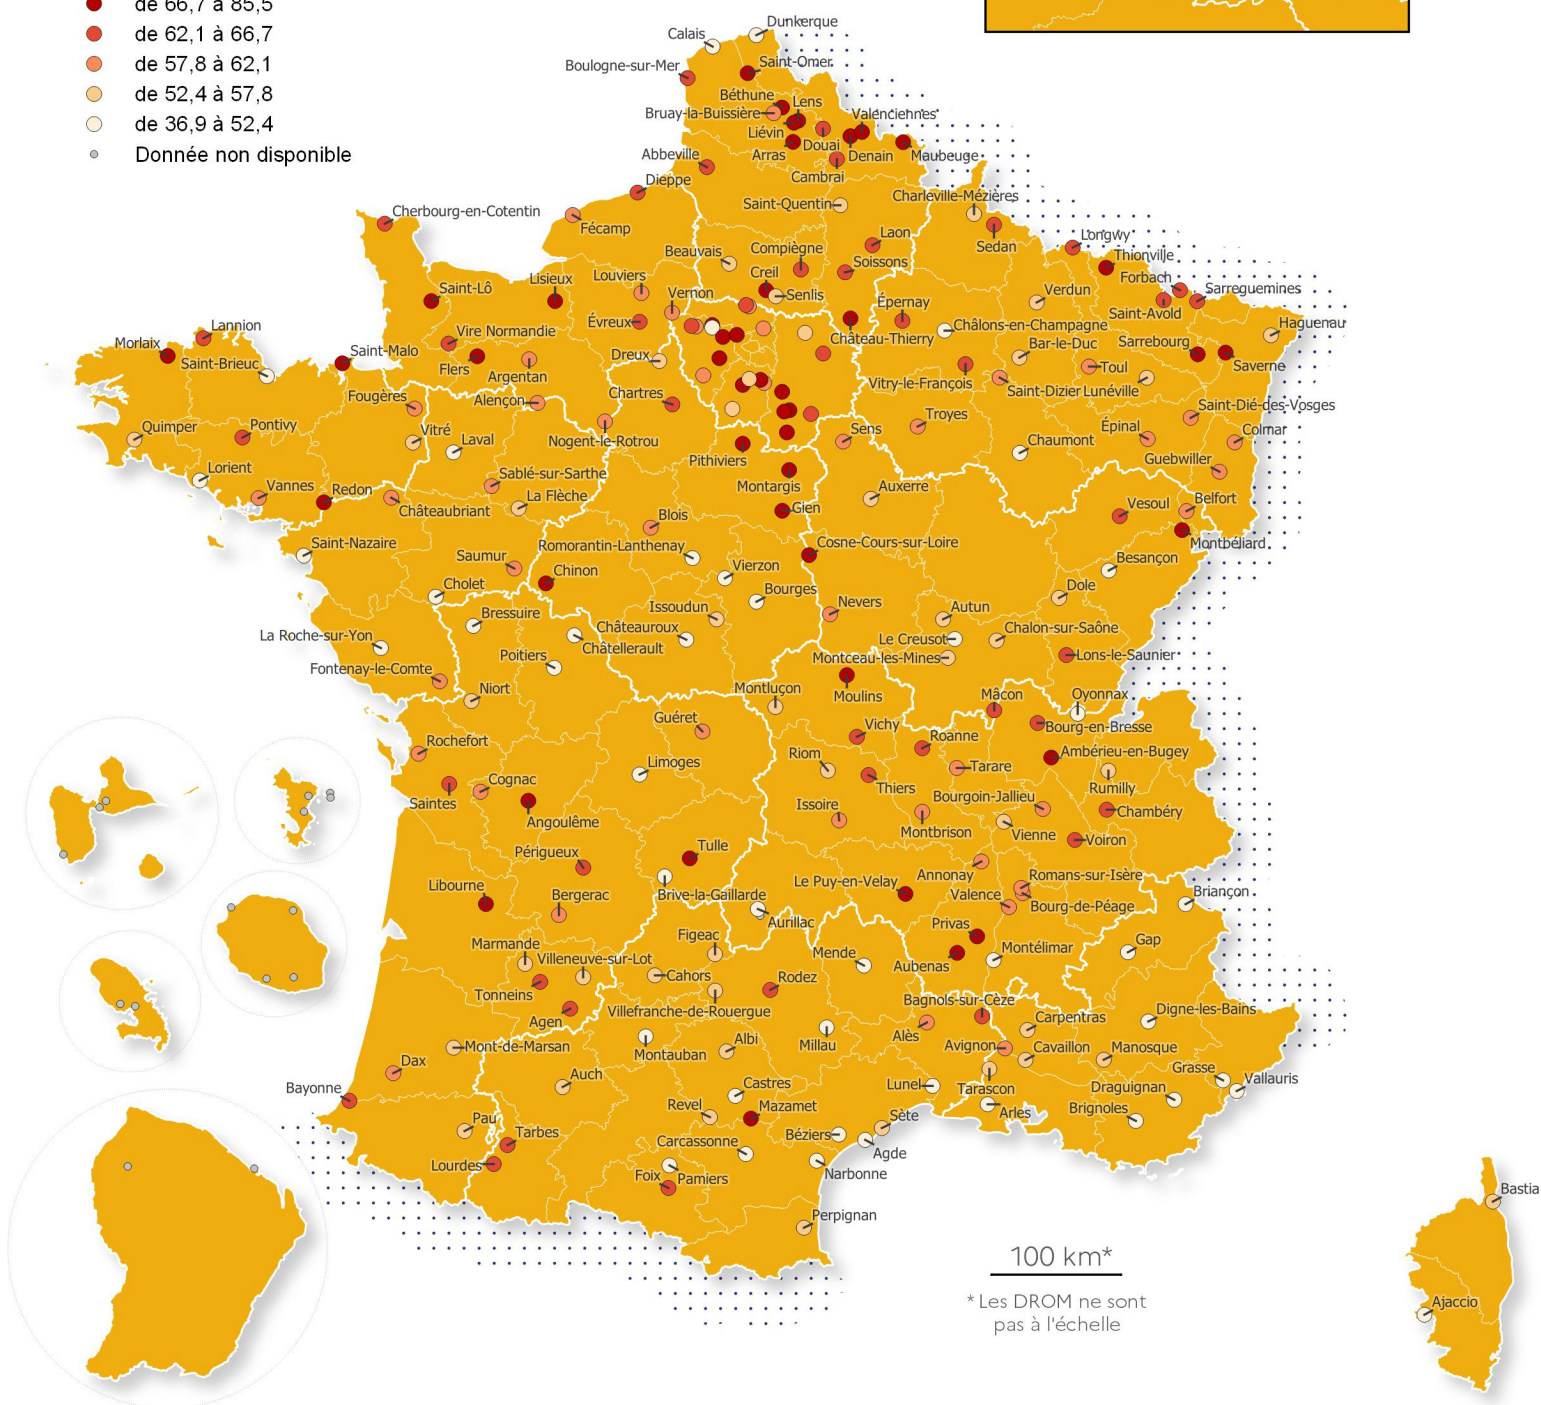 de 66,7 à 85,5
de 62,1 à 66,7
de 57,8 à 62,1
de 52,4 à 57,8
de 36,9 à 52,4
Donnée non disponible
Dunkerque
Calais
Saint-Omer
Boulogne-sur-Mer
Béthune
Lens
Bruay-la-Buissière
Valenciennes
Liévin
Douai
Arras
Denain
Maubeuge
Abbeville
Cambrai
Dieppe
Saint-Quentin
Charleville-Mézières
Cherbourg-en-Cotentin
Fécamp
Laon
Sedan
Longwy
Beauvais
Compiègne
Soissons
Thionville
Lisieux
Louviers
Creil
Forbach
Saint-Lô
Vernon
Senlis
Épernay
Verdun
Sarreguemines
Saint-Avold
Lannion
Évreux
Châlons-en-Champagne
Haguenau
Vire Normandie
Château-Thierry
Morlaix
Saint-Malo
Bar-le-Duc
Sarrebourg
Saint-Brieuc
Flers
Dreux
Toul
Saverne
Argentan
Vitry-le-François
Saint-Dizier
Lunéville
Fougères
Alençon
Chartres
Saint-Dié-des-Vosges
Quimper
Pontivy
Vitré
Laval
Nogent-le-Rotrou
Troyes
Sens
Épinal
Colmar
Chaumont
Pithiviers
Guebwiller
Lorient
Sablé-sur-Sarthe
Vannes
Redon
La Flèche
Montargis
Auxerre
Châteaubriant
Gien
Vesoul
Belfort
Blois
Saint-Nazaire
Romorantin-Lanthenay
Cosne-Cours-sur-Loire
Montbéliard
Saumur
Chinon
Vierzon
Besançon
Cholet
Bourges
Dole
Bressuire
Issoudun
Nevers
Autun
La Roche-sur-Yon
Châteauroux
Le Creusot
Chalon-sur-Saône
Châtellerault
Poitiers
Montceau-les-Mines
Lons-le-Saunier
Fontenay-le-Comte
Niort
Montluçon
Moulins
Mâcon
Oyonnax
Guéret
Vichy
Bourg-en-Bresse
Rochefort
Roanne
Riom
Ambérieu-en-Bugey
Limoges
Tarare
Cognac
Thiers
Rumilly
Saintes
Issoire
Bourgoin-Jallieu
Chambéry
Angoulême
Montbrison
Vienne
Voiron
Tulle
Périgueux
Libourne
Le Puy-en-Velay
Annonay
Romans-sur-Isère
Bergerac
Brive-la-Gaillarde
Valence
Bourg-de-Péage
Briançon
Aurillac
Privas
Figeac
Marmande
Villeneuve-sur-Lot
Mende
Montélimar
Gap
Aubenas
Cahors
Rodez
Tonneins
Bagnols-sur-Cèze
Villefranche-de-Rouergue
Digne-les-Bains
Agen
Carpentras
Alès
Millau
Albi
Montauban
Avignon
Cavaillon
Manosque
Mont-de-Marsan
Dax
Auch
Castres
Lunel
Tarascon
Grasse
Vallauris
Bayonne
Draguignan
Revel
Mazamet
Arles
Brignoles
Pau
Sète
Tarbes
Béziers
Carcassonne
Agde
Lourdes
Narbonne
Foix
Pamiers
Bastia
Perpignan
100 km*
* Les DROM ne sont
pas à l'échelle
Ajaccio